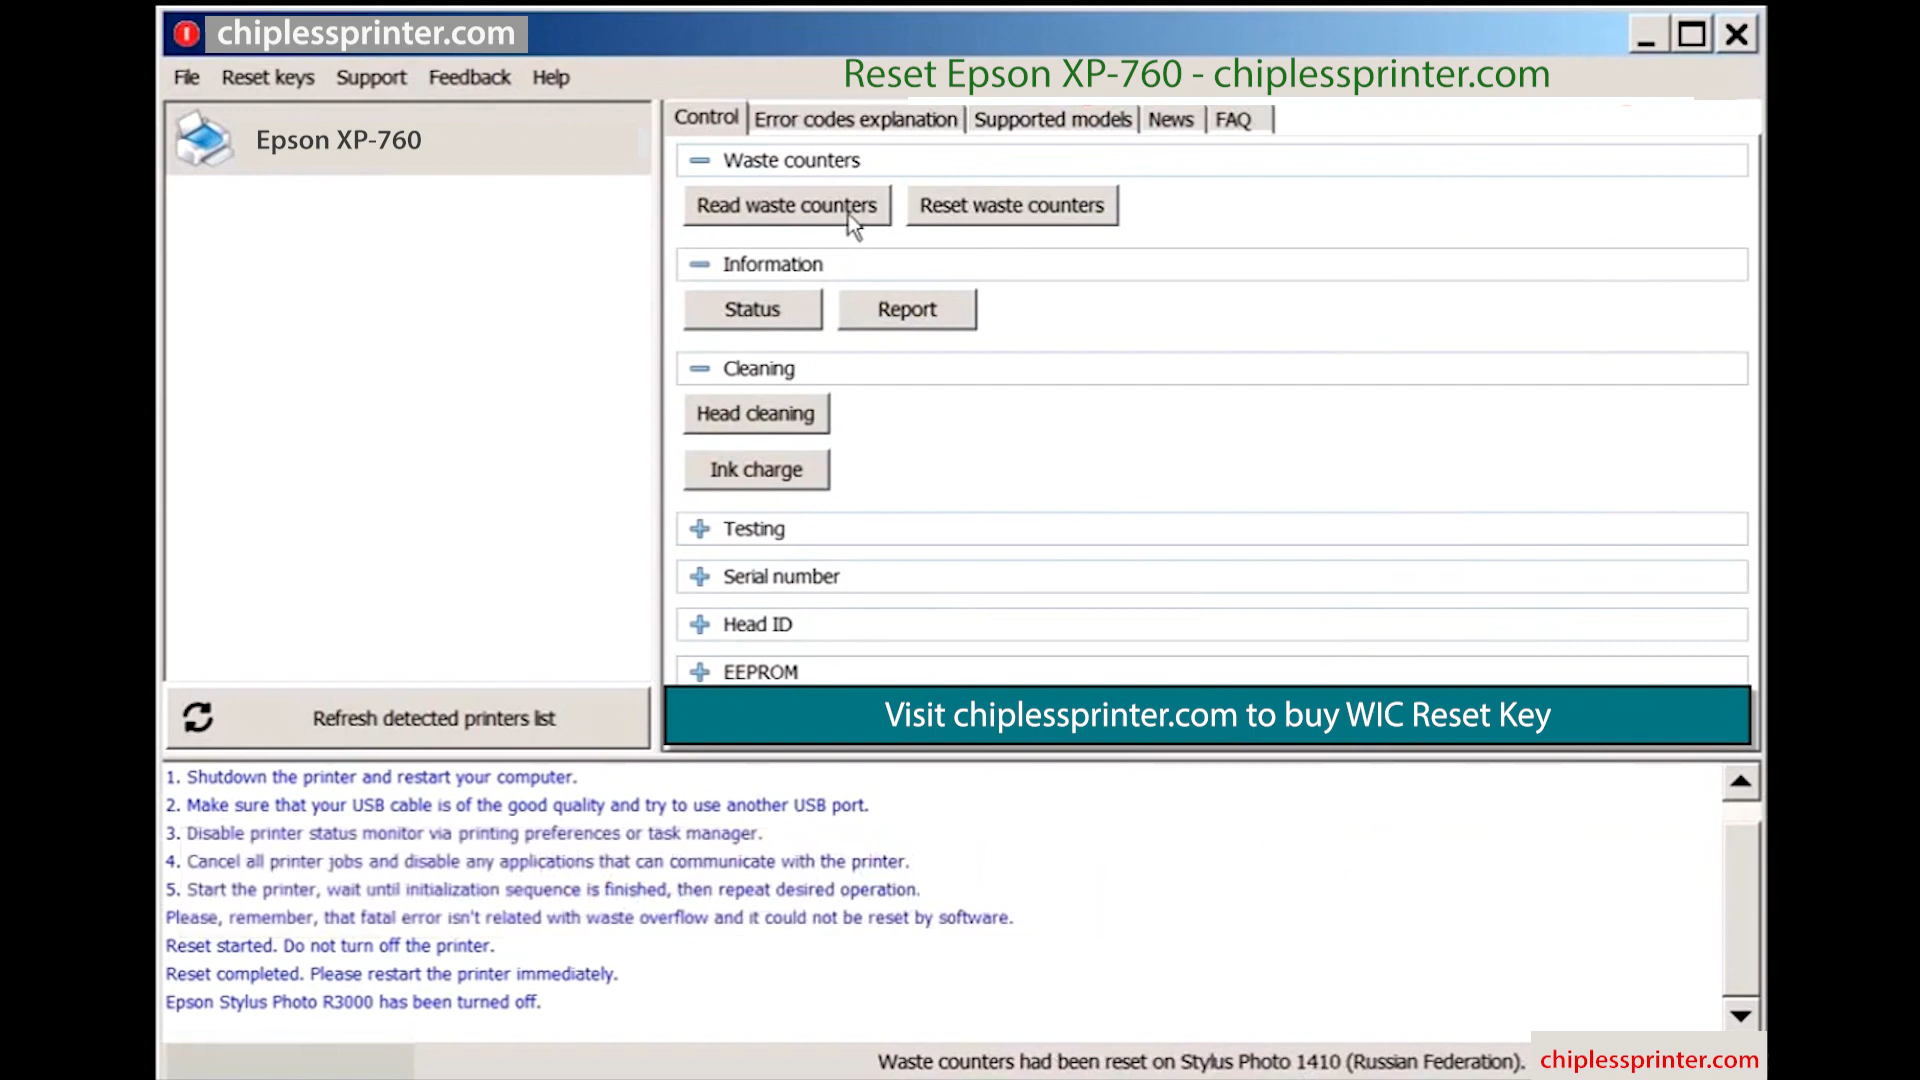 chiplessprinter.com
File Reset keys Support Feedback Help
Reset Epson XP-760 - chiplessprinter.com
Epson XP-760
Control Error codes explanation Supported models News FAQ
Waste counters
Read waste counters Reset waste counters
Information
Status Report
Cleaning
Head cleaning
Ink charge
Testing
Serial number
Head ID
EEPROM
Refresh detected printers list
Visit chiplessprinter.com to buy WIC Reset Key
1. Shutdown the printer and restart your computer.
2. Make sure that your USB cable is of the good quality and try to use another USB port.
3. Disable printer status monitor via printing preferences or task manager.
4. Cancel all printer jobs and disable any applications that can communicate with the printer.
5. Start the printer, wait until initialization sequence is finished, then repeat desired operation.
Please, remember, that fatal error isn't related with waste overflow and it could not be reset by software.
Reset started. Do not turn off the printer.
Reset completed. Please restart the printer immediately.
Epson Stylus Photo R3000 has been turned off.
Waste counters had been reset on Stylus Photo 1410 (Russian Federation).
chiplessprinter.com